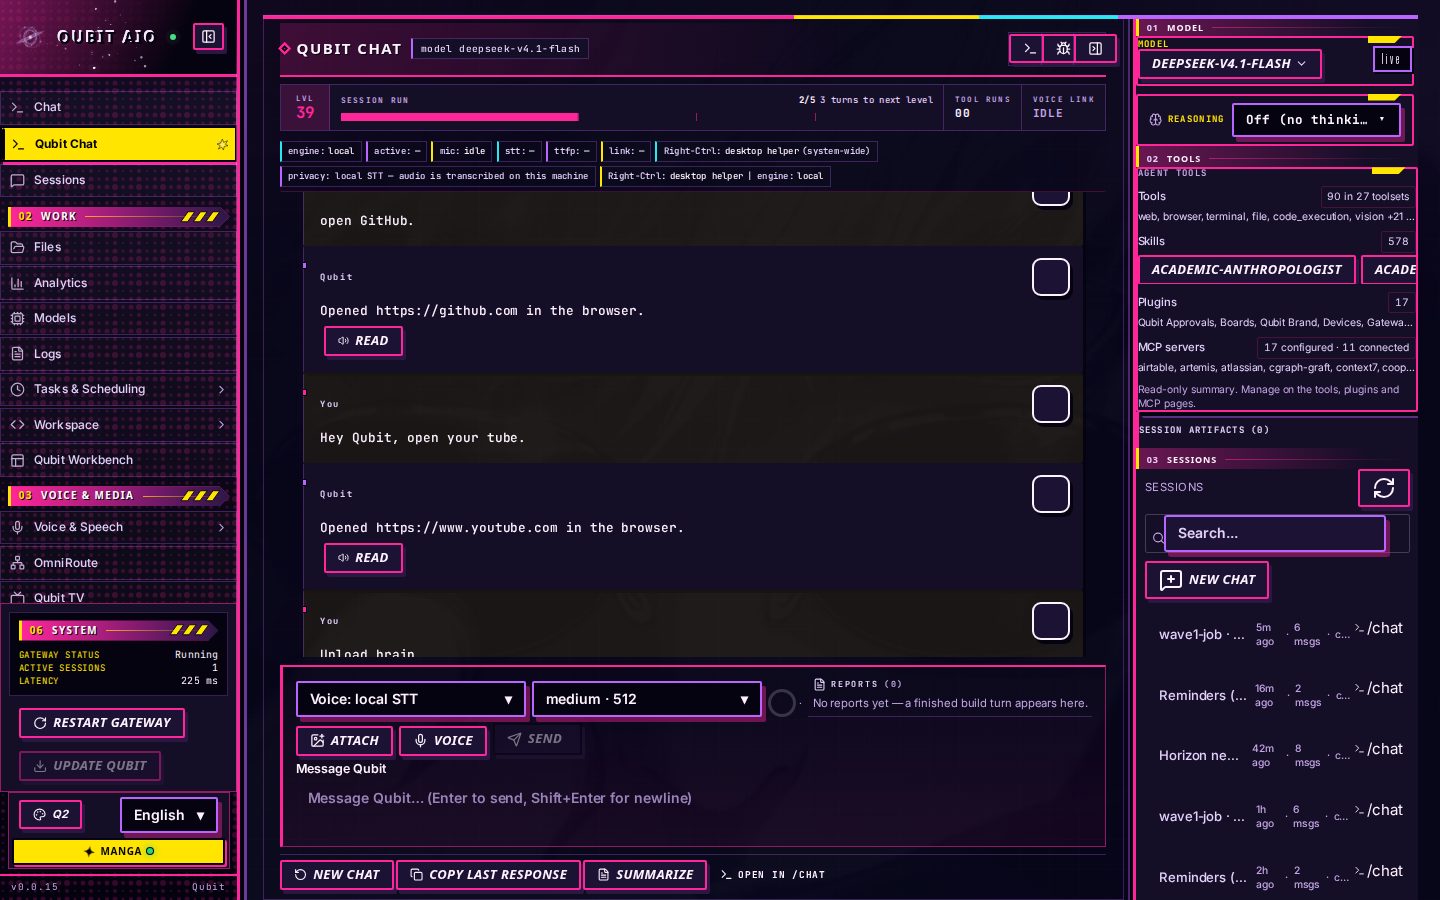 QUBIT AIO
Chat
Qubit Chat
Sessions
02 WORK
Files
Analytics
Models
Logs
Tasks & Scheduling
Workspace
Qubit Workbench
03 VOICE & MEDIA
Voice & Speech
OmniRoute
Qubit TV
06 SYSTEM
GATEWAY STATUS Running
ACTIVE SESSIONS 1
LATENCY 225 ms
RESTART GATEWAY
UPDATE QUBIT
Q2 English
MANGA
v0.0.15 Qubit
QUBIT CHAT model deepseek-v4.1-flash
LVL
39
SESSION RUN 2/5 3 turns to next level
TOOL RUNS
00
VOICE LINK
IDLE
engine: local active: — mic: idle stt: — ttfp: — link: — Right-Ctrl: desktop helper (system-wide)
privacy: local STT — audio is transcribed on this machine Right-Ctrl: desktop helper | engine: local
open GitHub.
Qubit
Opened https://github.com in the browser.
READ
You
Hey Qubit, open your tube.
Qubit
Opened https://www.youtube.com in the browser.
READ
You
Upload brain
Voice: local STT medium · 512
REPORTS (0)
No reports yet — a finished build turn appears here.
ATTACH VOICE SEND
Message Qubit
Message Qubit... (Enter to send, Shift+Enter for newline)
NEW CHAT COPY LAST RESPONSE SUMMARIZE OPEN IN /CHAT
01 MODEL
MODEL
DEEPSEEK-V4.1-FLASH live
REASONING Off (no thinki…
02 TOOLS
AGENT TOOLS
Tools 90 in 27 toolsets
web, browser, terminal, file, code_execution, vision +21 ...
Skills 578
ACADEMIC-ANTHROPOLOGIST ACADE
Plugins 17
Qubit Approvals, Boards, Qubit Brand, Devices, Gatewa...
MCP servers 17 configured · 11 connected
airtable, artemis, atlassian, cgraph-graft, context7, coop...
Read-only summary. Manage on the tools, plugins and
MCP pages.
SESSION ARTIFACTS (0)
03 SESSIONS
SESSIONS
Search...
NEW CHAT
wave1-job · ... 5m ago · 6 msgs · c... /chat
Reminders (... 16m ago · 2 msgs · c... /chat
Horizon ne... 42m ago · 8 msgs · c... /chat
wave1-job · ... 1h ago · 6 msgs · c... /chat
Reminders (... 2h ago · 2 msgs · c... /chat